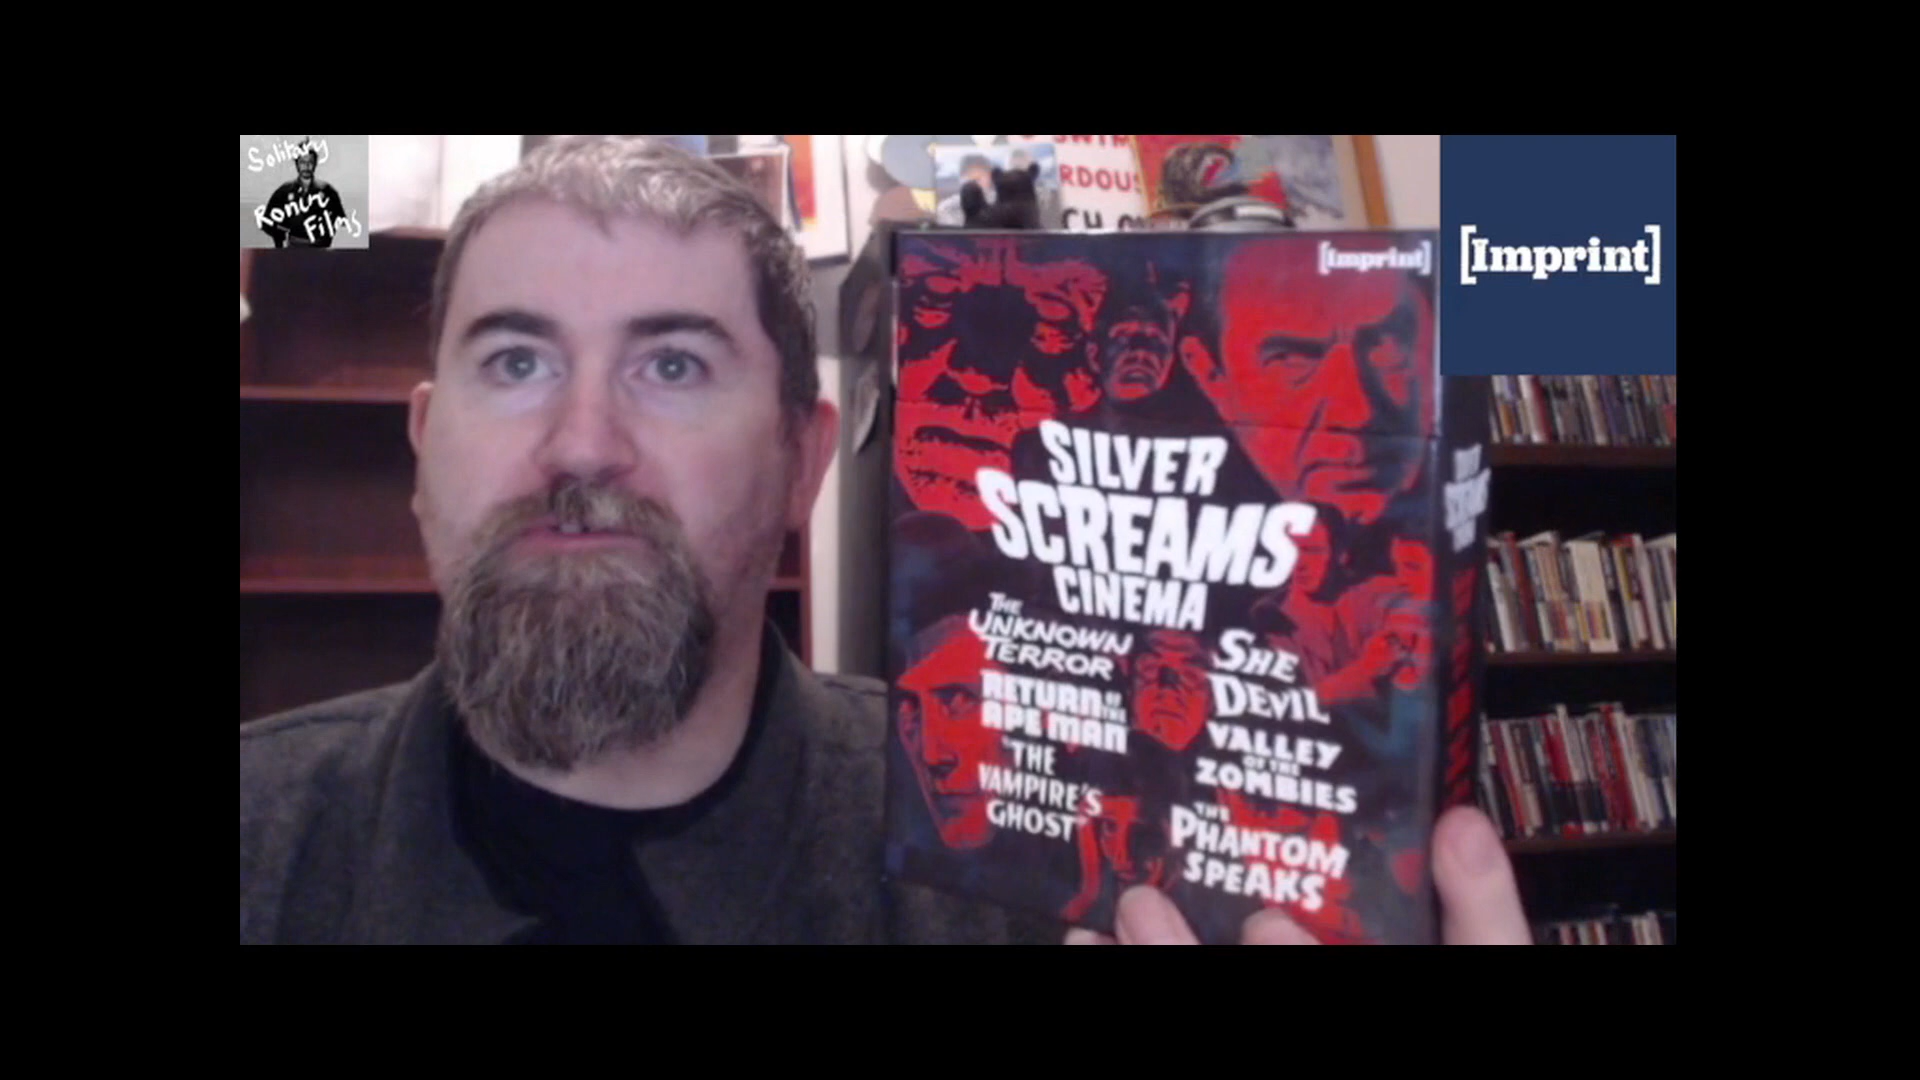 Solitary
Ronin
Films
[Imprint]
[Imprint]
SILVER
SCREAMS
CINEMA
THE
UNKNOWN
TERROR
RETURN OF THE
APE MAN
"THE
VAMPIRE'S
GHOST"
SHE
DEVIL
VALLEY
OF THE
ZOMBIES
THE
PHANTOM
SPEAKS
RDOUS